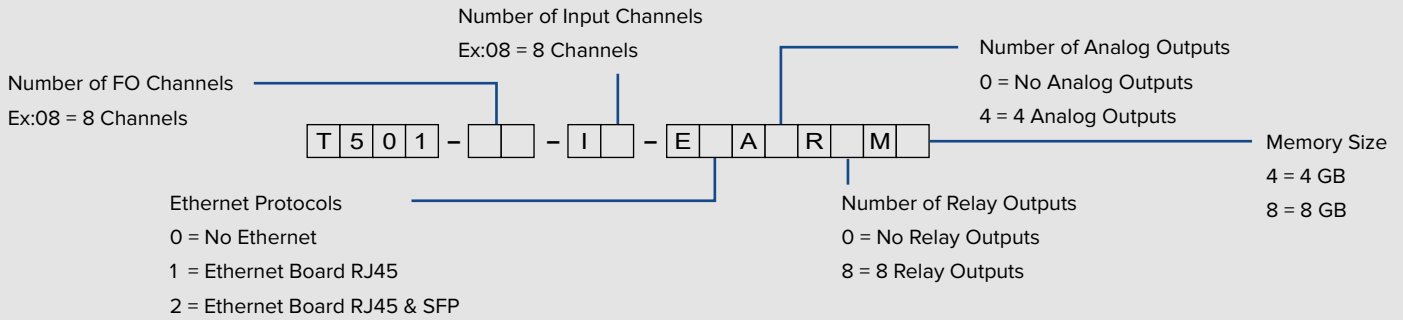 Number of Input Channels
Ex:08 = 8 Channels
Number of FO Channels
Ex:08 = 8 Channels
Number of Analog Outputs
0 = No Analog Outputs
4 = 4 Analog Outputs
T501- - I - E A R M
Memory Size
4 = 4 GB
8 = 8 GB
Ethernet Protocols
0 = No Ethernet
1 = Ethernet Board RJ45
2 = Ethernet Board RJ45 & SFP
Number of Relay Outputs
0 = No Relay Outputs
8 = 8 Relay Outputs